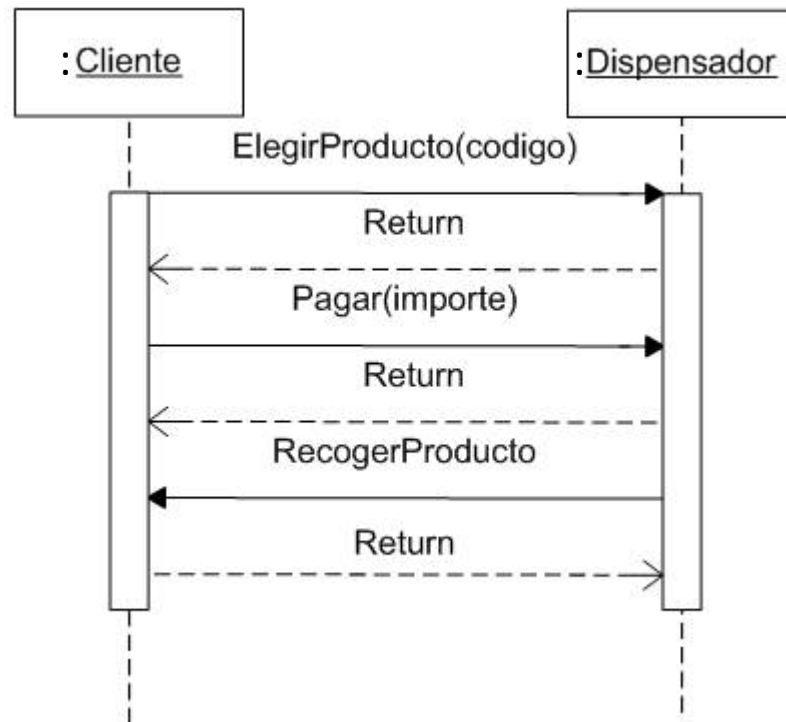 :Cliente
:Dispensador
ElegirProducto(codigo)
Return
Pagar(importe)
Return
RecogerProducto
Return